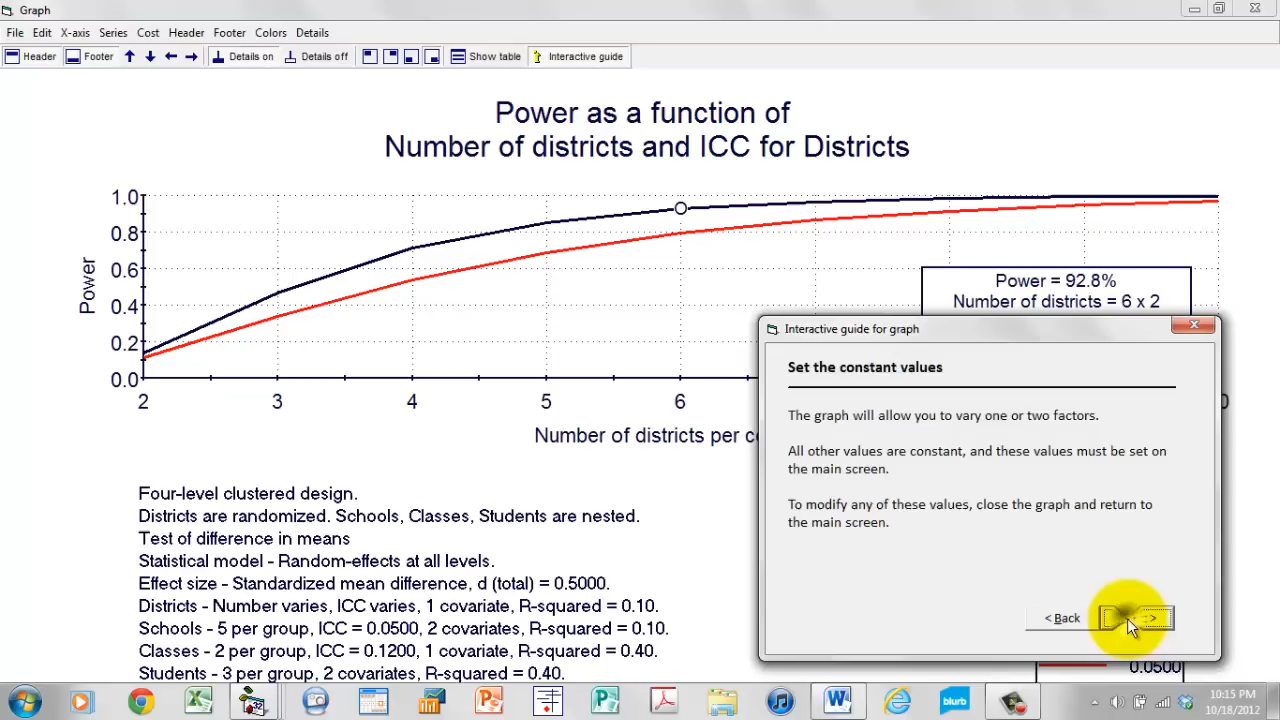 Graph
File Edit X-axis Series Cost Header Footer Colors Details
Header Footer Details on Details off Show table Interactive guide
Power as a function of
Number of districts and ICC for Districts
1.0
0.8
0.6
0.4
0.2
0.0
Power
2 3 4 5 6
Number of districts per co
Power = 92.8%
Number of districts = 6 x 2
Interactive guide for graph
Set the constant values
The graph will allow you to vary one or two factors.
All other values are constant, and these values must be set on
the main screen.
To modify any of these values, close the graph and return to
the main screen.
< Back >
Four-level clustered design.
Districts are randomized. Schools, Classes, Students are nested.
Test of difference in means
Statistical model - Random-effects at all levels.
Effect size - Standardized mean difference, d (total) = 0.5000.
Districts - Number varies, ICC varies, 1 covariate, R-squared = 0.10.
Schools - 5 per group, ICC = 0.0500, 2 covariates, R-squared = 0.10.
Classes - 2 per group, ICC = 0.1200, 1 covariate, R-squared = 0.40.
Students - 3 per group, 2 covariates, R-squared = 0.40.
0.0500
blurb
10:15 PM
10/18/2012